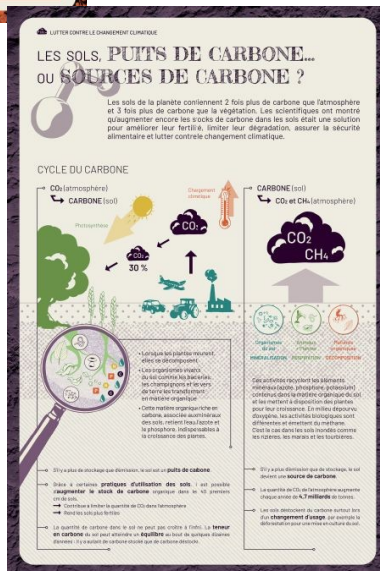 LUTTER CONTRE LE CHANGEMENT CLIMATIQUE
LES SOLS, PUITS DE CARBONE...
OU SOURCES DE CARBONE ?
Les sols de la planète contiennent 2 fois plus de carbone que l'atmosphère
et 3 fois plus de carbone que la végétation. Les scientifiques ont montré
qu'augmenter encore les stocks de carbone dans les sols était une solution
pour améliorer leur fertilité, limiter leur dégradation, assurer la sécurité
alimentaire et lutter contre le changement climatique.
CYCLE DU CARBONE
CO₂ (atmosphère)
CARBONE (sol)
Photosynthèse
Changement
climatique
CO₂
CO₂
30 %
CARBONE (sol)
CO₂ et CH₄ (atmosphère)
CO2
CH4
Organismes
du sol
Matières
organiques
MINÉRALISATION
RESPIRATION
DÉCOMPOSITION
• Lorsque les plantes meurent,
elles se décomposent
• Les organismes vivants
du sol comme les bactéries,
les champignons et les vers
de terre les transforment
en matière organique
• Cette matière organique riche en
carbone, associée aux minéraux
des sols, retient l'eau, l'azote et
le phosphore, indispensables à
la croissance des plantes.
Ces activités recyclent les éléments
minéraux (azote, phosphore, potassium)
contenus dans la matière organique du sol
et les mettent à disposition des plantes
pour leur croissance. En milieu dépourvu
d'oxygène, les activités biologiques sont
différentes et émettent du méthane.
C'est le cas dans les sols inondés comme
les rizières, les marais et les tourbières.
S'il y a plus de stockage que d'émission, le sol est un puits de carbone.
Grâce à certaines pratiques d'utilisation des sols, il est possible
d'augmenter le stock de carbone organique dans les 40 premiers
cm du sol.
Contribue à limiter la quantité de CO2 dans l'atmosphère
Rend les sols plus fertiles
La quantité de carbone dans le sol ne peut pas croître à l'infini. La teneur
en carbone du sol peut atteindre un équilibre au bout de quelques dizaines
d'années : il y a autant de carbone stocké que de carbone déstocké.
S'il y a plus d'émission que de stockage, le sol
devient une source de carbone.
La quantité de CO2 de l'atmosphère augmente
chaque année de 4,7 milliards de tonnes.
Les sols déstockent du carbone surtout lors
d'un changement d'usage, par exemple la
déforestation pour une mise en culture du sol.